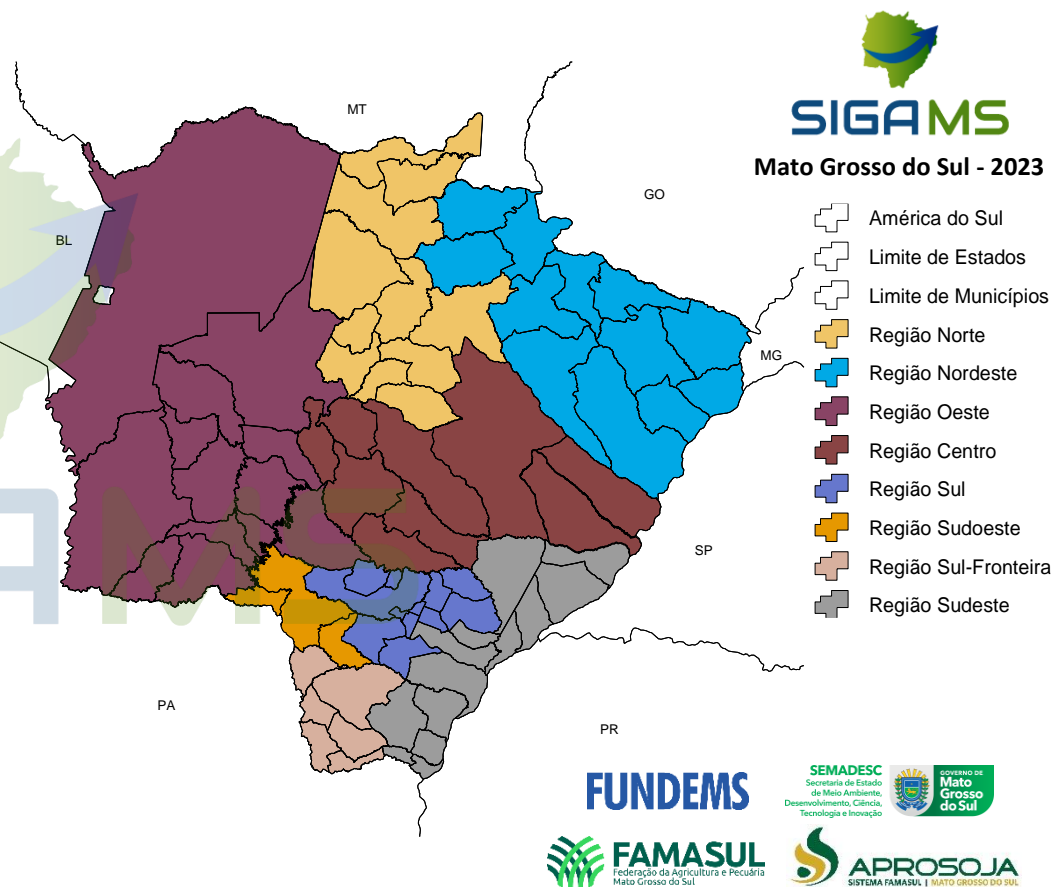 SIGAMS
Mato Grosso do Sul - 2023
América do Sul
Limite de Estados
Limite de Municípios
Região Norte
Região Nordeste
Região Oeste
Região Centro
Região Sul
Região Sudoeste
Região Sul-Fronteira
Região Sudeste
MT
GO
BL
MG
SP
PA
PR
AMS
FUNDEMS
SEMADESC
Secretaria de Estado
de Meio Ambiente,
Desenvolvimento, Ciência,
Tecnologia e Inovação
GOVERNO DE
Mato
Grosso
do Sul
FAMASUL
Federação da Agricultura e Pecuária
Mato Grosso do Sul
APROSOJA
SISTEMA FAMASUL | MATO GROSSO DO SUL